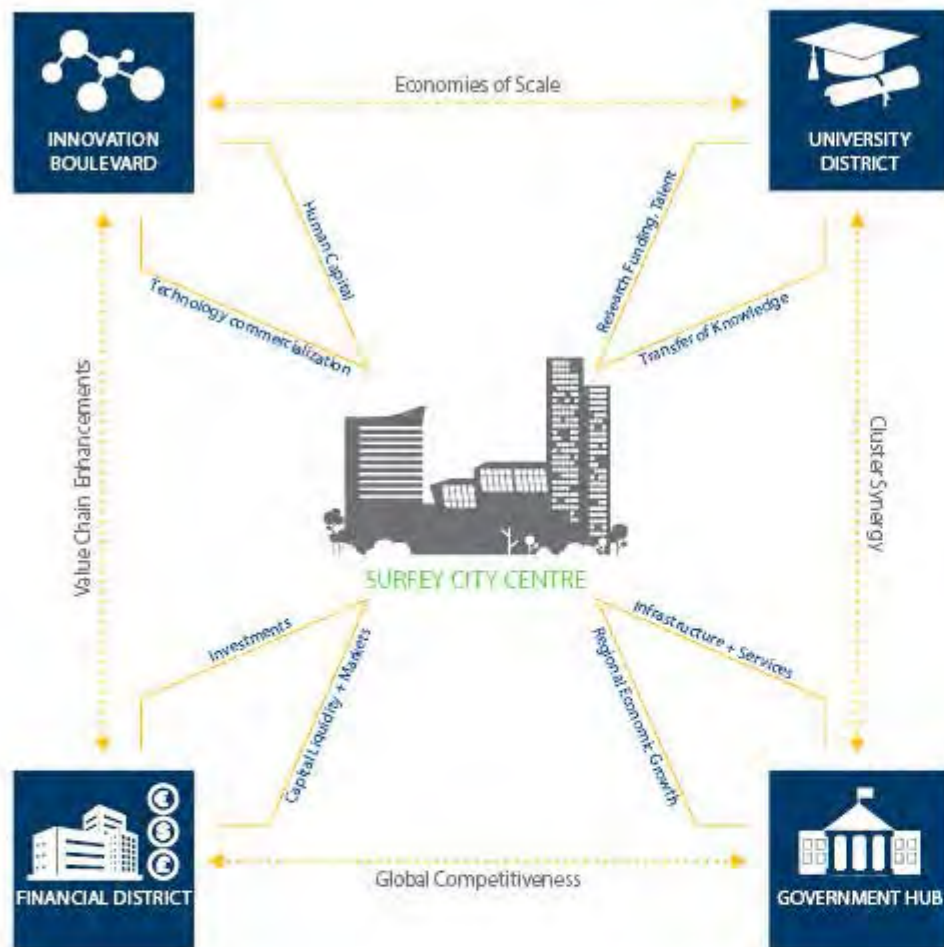 Economies of Scale
INNOVATION
BOULEVARD
UNIVERSITY
DISTRICT
Human Capital
Technology commercialization
Research Funding, Talent
Transfer of Knowledge
Value Chain Enhancements
Cluster Synergy
SURREY CITY CENTRE
Investments
Capital Liquidity + Markets
Infrastructure + Services
Regional Economic Growth
€
$
£
FINANCIAL DISTRICT
Global Competitiveness
GOVERNMENT HUB